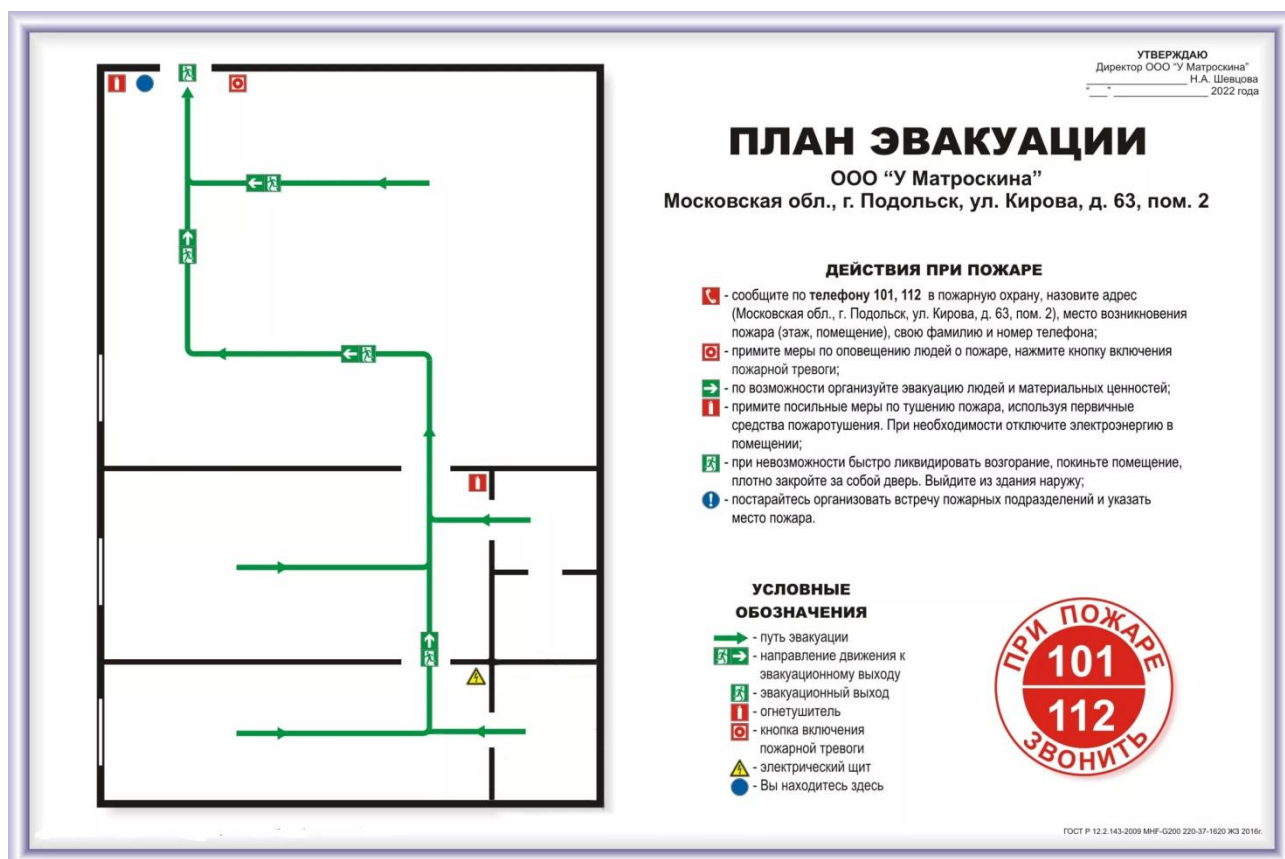 УТВЕРЖДАЮ
Директор ООО "У Матроскина"
____________________ Н.А. Шевцова
"___" ___________________ 2022 года
ПЛАН ЭВАКУАЦИИ
ООО “У Матроскина”
Московская обл., г. Подольск, ул. Кирова, д. 63, пом. 2
ДЕЙСТВИЯ ПРИ ПОЖАРЕ
- сообщите по телефону 101, 112 в пожарную охрану, назовите адрес
(Московская обл., г. Подольск, ул. Кирова, д. 63, пом. 2), место возникновения
пожара (этаж, помещение), свою фамилию и номер телефона;
- примите меры по оповещению людей о пожаре, нажмите кнопку включения
пожарной тревоги;
- по возможности организуйте эвакуацию людей и материальных ценностей;
- примите посильные меры по тушению пожара, используя первичные
средства пожаротушения. При необходимости отключите электроэнергию в
помещении;
- при невозможности быстро ликвидировать возгорание, покиньте помещение,
плотно закройте за собой дверь. Выйдите из здания наружу;
- постарайтесь организовать встречу пожарных подразделений и указать
место пожара.
УСЛОВНЫЕ
ОБОЗНАЧЕНИЯ
- путь эвакуации
- направление движения к
эвакуационному выходу
- эвакуационный выход
- огнетушитель
- кнопка включения
пожарной тревоги
- электрический щит
- Вы находитесь здесь
ПРИ ПОЖАРЕ
101
112
ЗВОНИТЬ
ГОСТ Р 12.2.143-2009 MHF-G200 220-37-1620 ЖЗ 2016г.